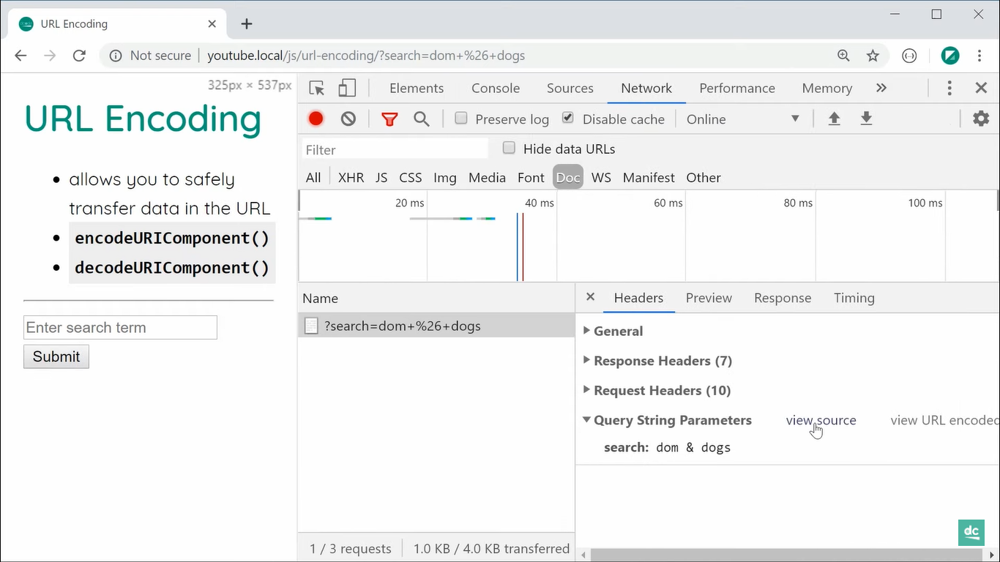 URL Encoding
Not secure youtube.local/js/url-encoding/?search=dom+%26+dogs
325px × 537px
Elements Console Sources Network Performance Memory
URL Encoding
Preserve log Disable cache Online
Filter Hide data URLs
All XHR JS CSS Img Media Font Doc WS Manifest Other
20 ms 40 ms 60 ms 80 ms 100 ms
allows you to safely
transfer data in the URL
encodeURIComponent()
decodeURIComponent()
Enter search term
Submit
Name
?search=dom+%26+dogs
1 / 3 requests 1.0 KB / 4.0 KB transferred
Headers Preview Response Timing
General
Response Headers (7)
Request Headers (10)
Query String Parameters view source view URL encoded
search: dom & dogs
dc